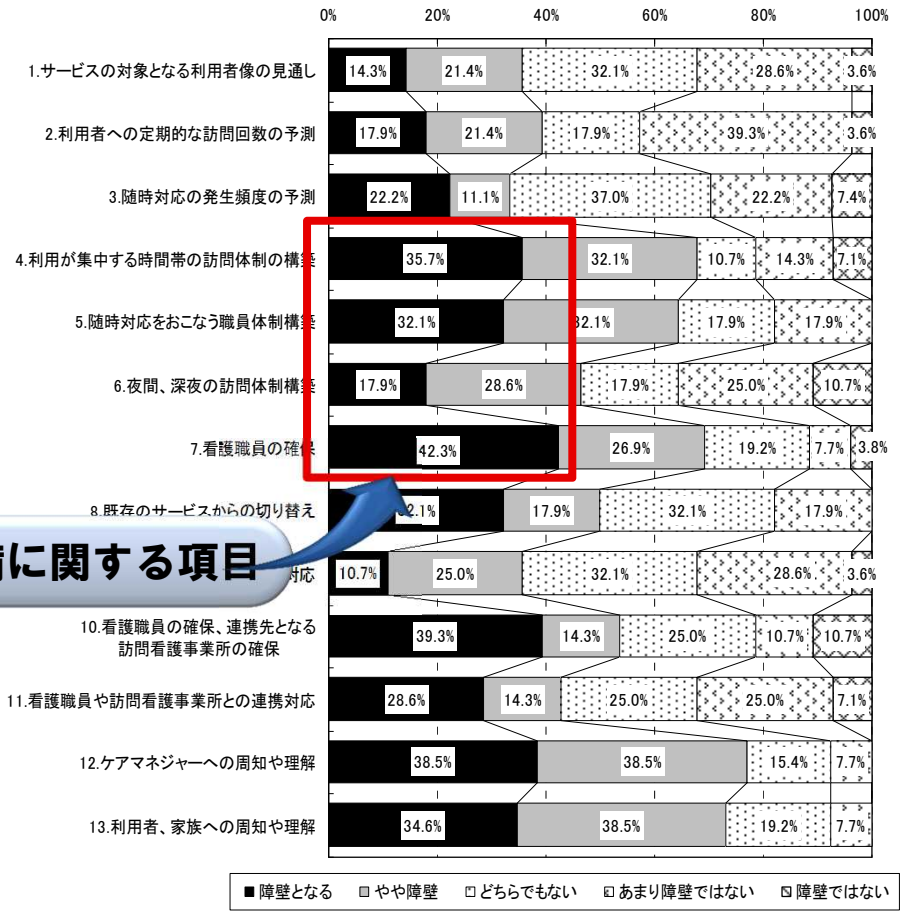 0% 20% 40% 60% 80% 100%
1.サービスの対象となる利用者像の見通し 14.3% 21.4% 32.1% 28.6% 3.6%
2.利用者への定期的な訪問回数の予測 17.9% 21.4% 17.9% 39.3% 3.6%
3.随時対応の発生頻度の予測 22.2% 11.1% 37.0% 22.2% 7.4%
4.利用が集中する時間帯の訪問体制の構築 35.7% 32.1% 10.7% 14.3% 7.1%
5.随時対応をおこなう職員体制構築 32.1% 32.1% 17.9% 17.9%
6.夜間、深夜の訪問体制構築 17.9% 28.6% 17.9% 25.0% 10.7%
7.看護職員の確保 42.3% 26.9% 19.2% 7.7% 3.8%
8.既存のサービスからの切り替え 32.1% 17.9% 32.1% 17.9%
に関する項目
対応 10.7% 25.0% 32.1% 28.6% 3.6%
10.看護職員の確保、連携先となる
訪問看護事業所の確保 39.3% 14.3% 25.0% 10.7% 10.7%
11.看護職員や訪問看護事業所との連携対応 28.6% 14.3% 25.0% 25.0% 7.1%
12.ケアマネジャーへの周知や理解 38.5% 38.5% 15.4% 7.7%
13.利用者、家族への周知や理解 34.6% 38.5% 19.2% 7.7%
障壁となる やや障壁 どちらでもない あまり障壁ではない 障壁ではない